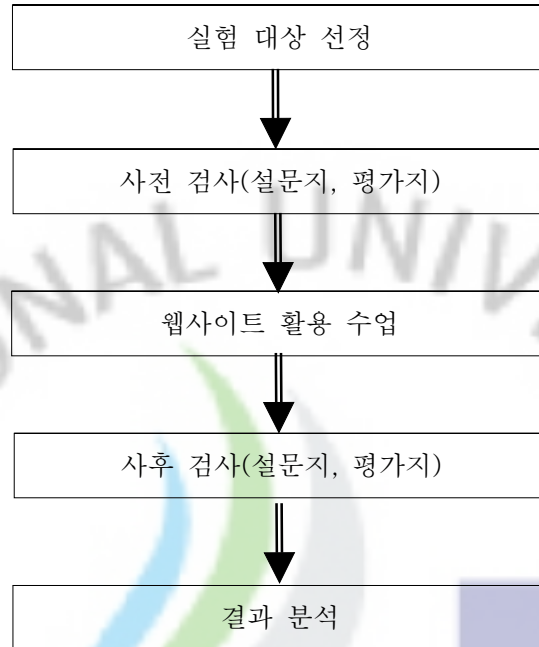 실험 대상 선정
사전 검사(설문지, 평가지)
웹사이트 활용 수업
사후 검사(설문지, 평가지)
결과 분석